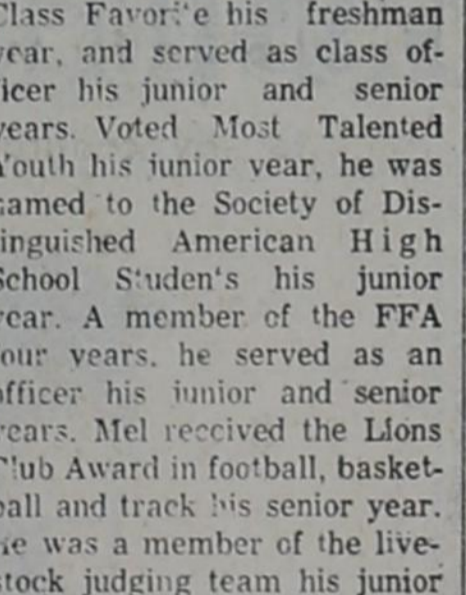 Class Favorite his freshman
year, and served as class of-
ficer his junior and senior
years. Voted Most Talented
Youth his junior year, he was
named to the Society of Dis-
tinguished American High
School Students his junior
year. A member of the FFA
four years. he served as an
officer his junior and senior
years. Mel received the Lions
Club Award in football, basket-
ball and track his senior year.
He was a member of the live-
stock judging team his junior